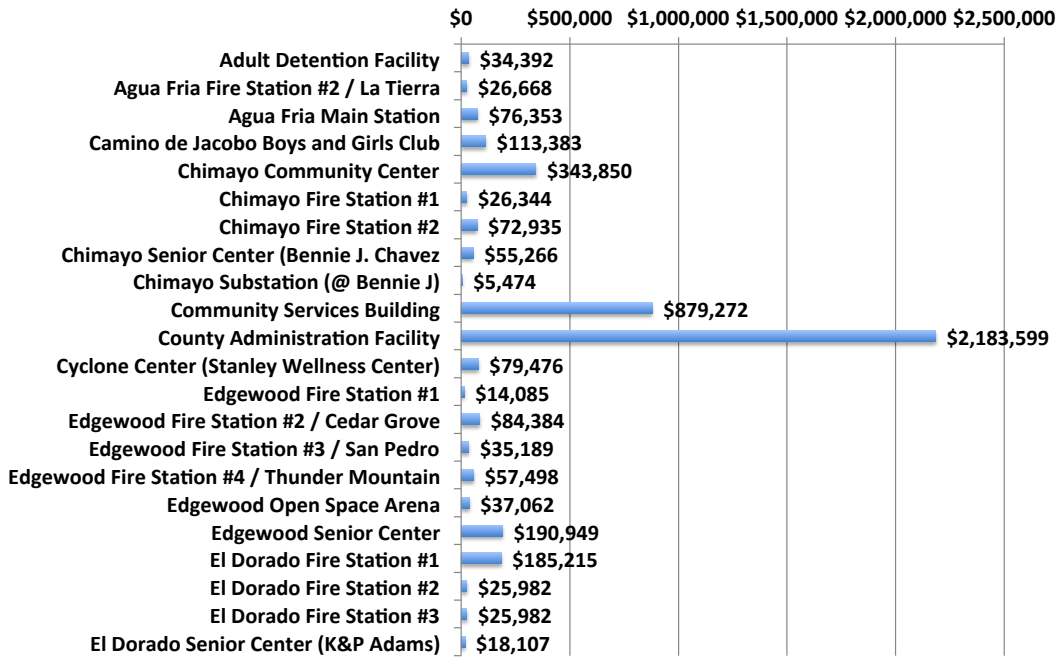 $0 $500,000 $1,000,000 $1,500,000 $2,000,000 $2,500,000
Adult Detention Facility $34,392
Agua Fria Fire Station #2 / La Tierra $26,668
Agua Fria Main Station $76,353
Camino de Jacobo Boys and Girls Club $113,383
Chimayo Community Center $343,850
Chimayo Fire Station #1 $26,344
Chimayo Fire Station #2 $72,935
Chimayo Senior Center (Bennie J. Chavez $55,266
Chimayo Substation (@ Bennie J) $5,474
Community Services Building $879,272
County Administration Facility $2,183,599
Cyclone Center (Stanley Wellness Center) $79,476
Edgewood Fire Station #1 $14,085
Edgewood Fire Station #2 / Cedar Grove $84,384
Edgewood Fire Station #3 / San Pedro $35,189
Edgewood Fire Station #4 / Thunder Mountain $57,498
Edgewood Open Space Arena $37,062
Edgewood Senior Center $190,949
El Dorado Fire Station #1 $185,215
El Dorado Fire Station #2 $25,982
El Dorado Fire Station #3 $25,982
El Dorado Senior Center (K&P Adams) $18,107